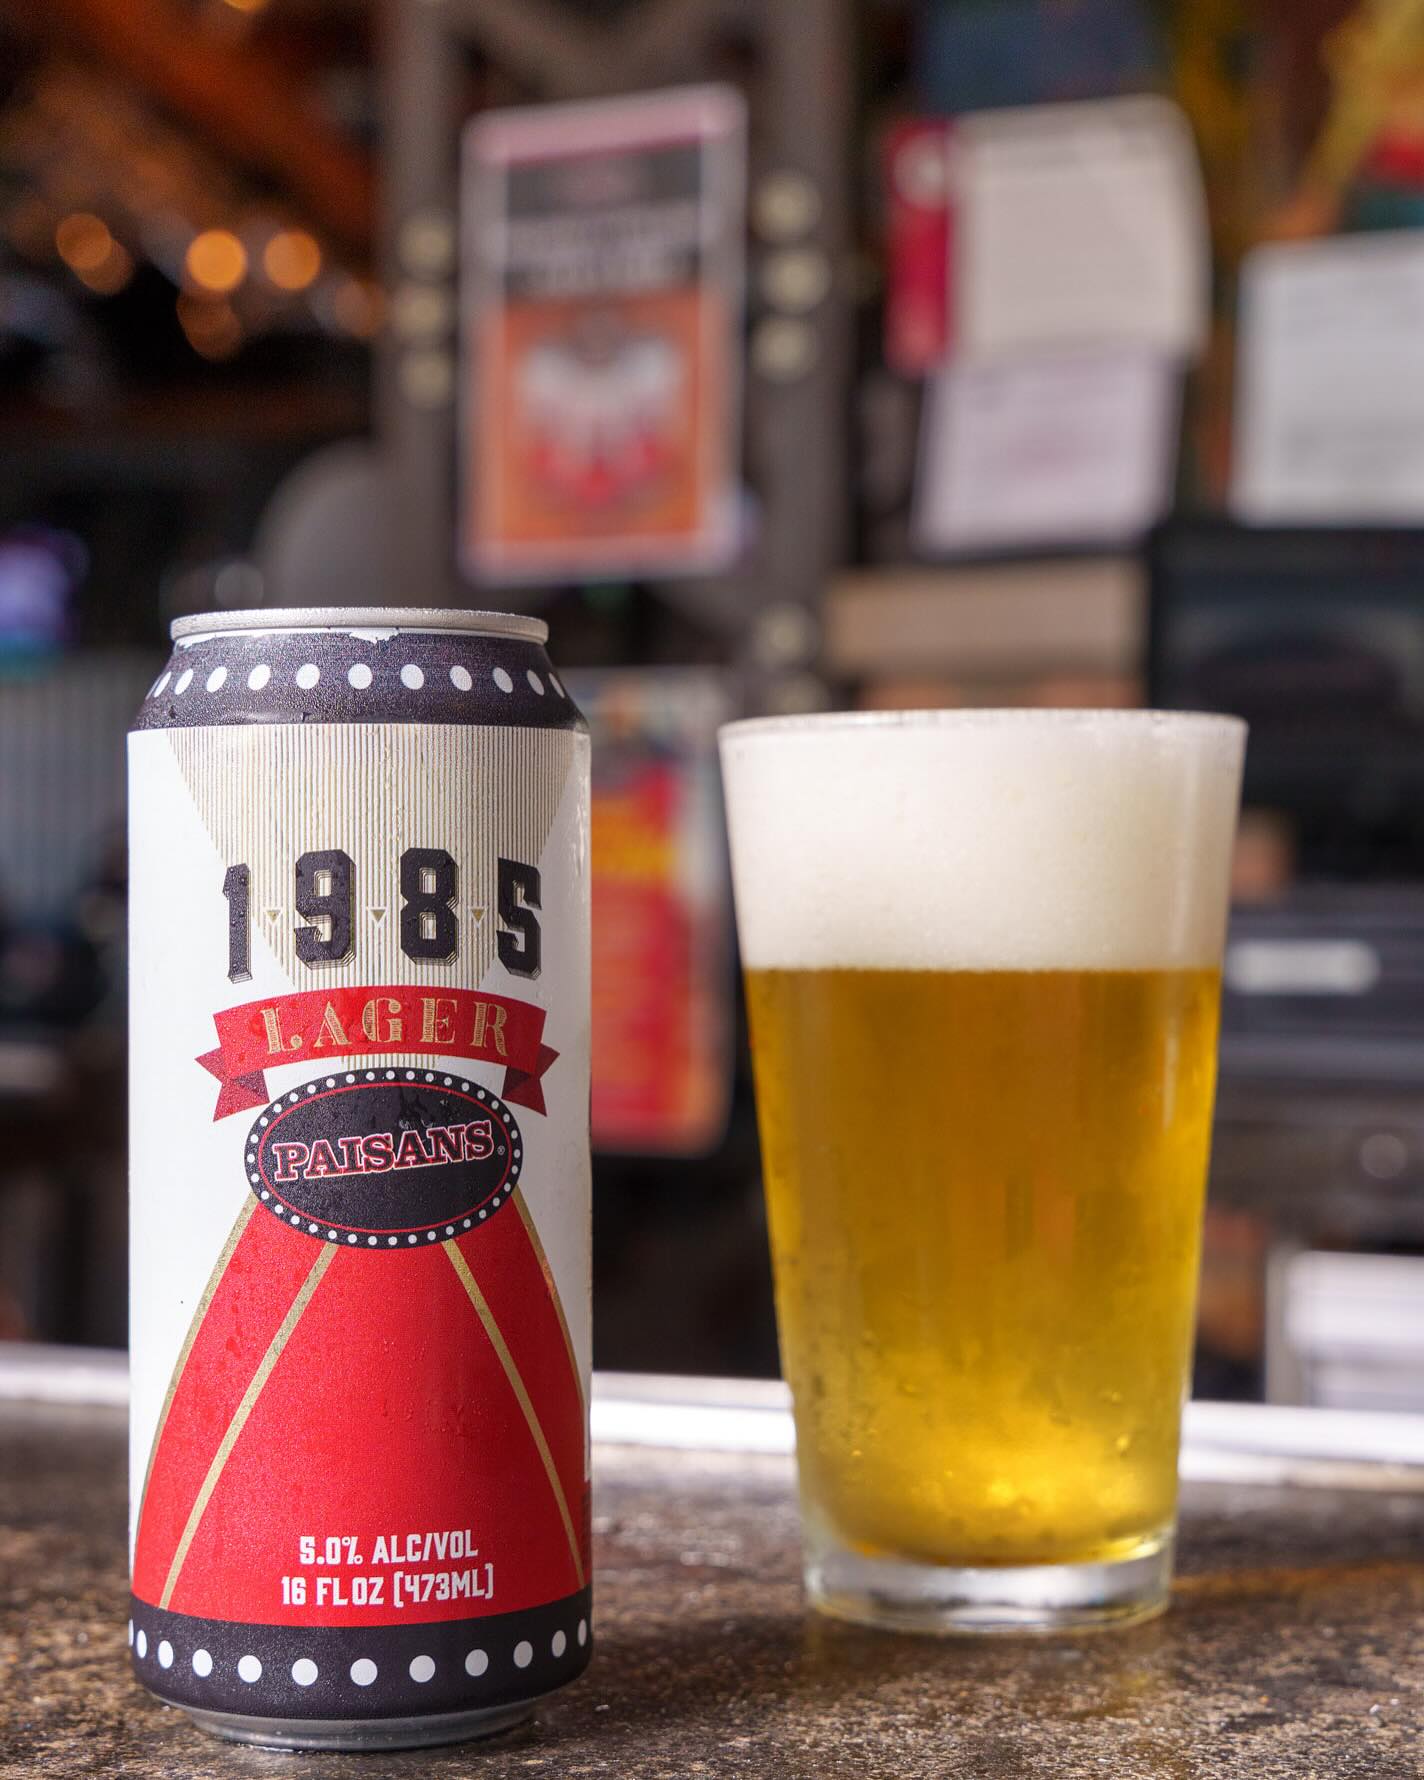 1985
LAGER
PAISANS®
5.0% ALC/VOL
16 FL OZ (473ML)